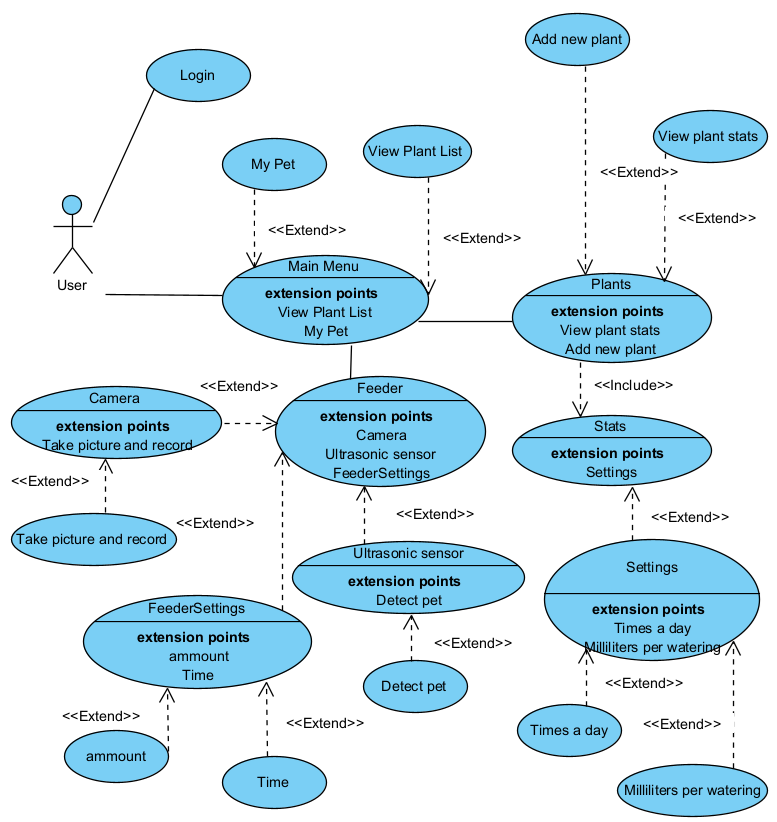 Add new plant
Login
View plant stats
View Plant List
My Pet
<<Extend>>
<<Extend>>
<<Extend>>
<<Extend>>
User
Main Menu
extension points
View Plant List
My Pet
Plants
extension points
View plant stats
Add new plant
<<Extend>>
<<Include>>
Camera
extension points
Take picture and record
Feeder
extension points
Camera
Ultrasonic sensor
FeederSettings
Stats
extension points
Settings
<<Extend>>
<<Extend>>
<<Extend>>
<<Extend>>
Take picture and record
Ultrasonic sensor
extension points
Detect pet
Settings
extension points
Times a day
Milliliters per watering
FeederSettings
extension points
ammount
Time
<<Extend>>
Detect pet
<<Extend>>
<<Extend>>
<<Extend>>
<<Extend>>
Times a day
ammount
Time
Milliliters per watering